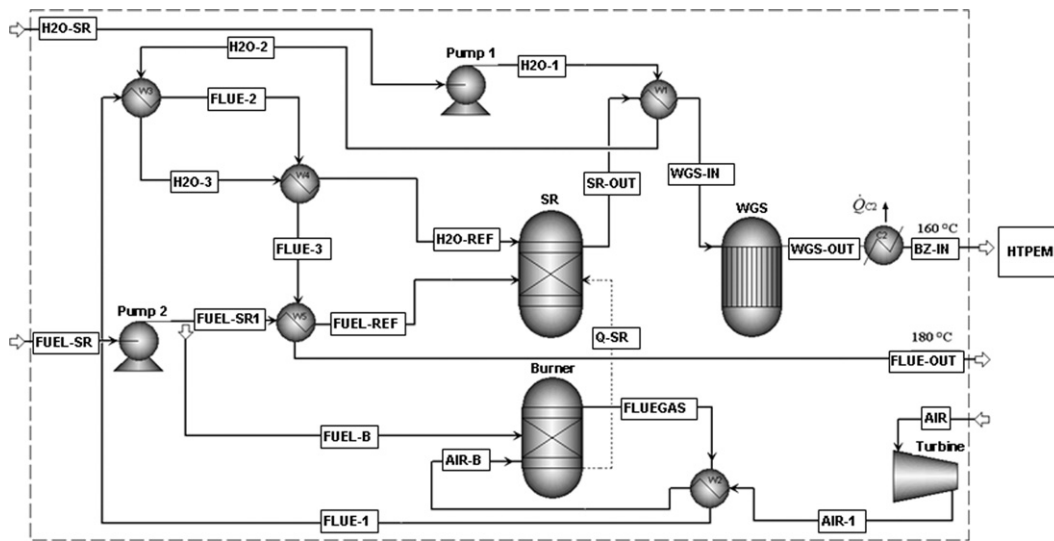 H2O-SR
H2O-2
Pump 1
H2O-1
W3
FLUE-2
W1
H2O-3
W4
SR-OUT
WGS-IN
SR
WGS
Q̇C2
H2O-REF
FLUE-3
WGS-OUT
C2
160 °C
BZ-IN
HTPEM
Pump 2
FUEL-SR1
W5
FUEL-REF
FUEL-SR
Q-SR
180 °C
FLUE-OUT
Burner
FLUEGAS
AIR
FUEL-B
AIR-B
Turbine
W2
FLUE-1
AIR-1